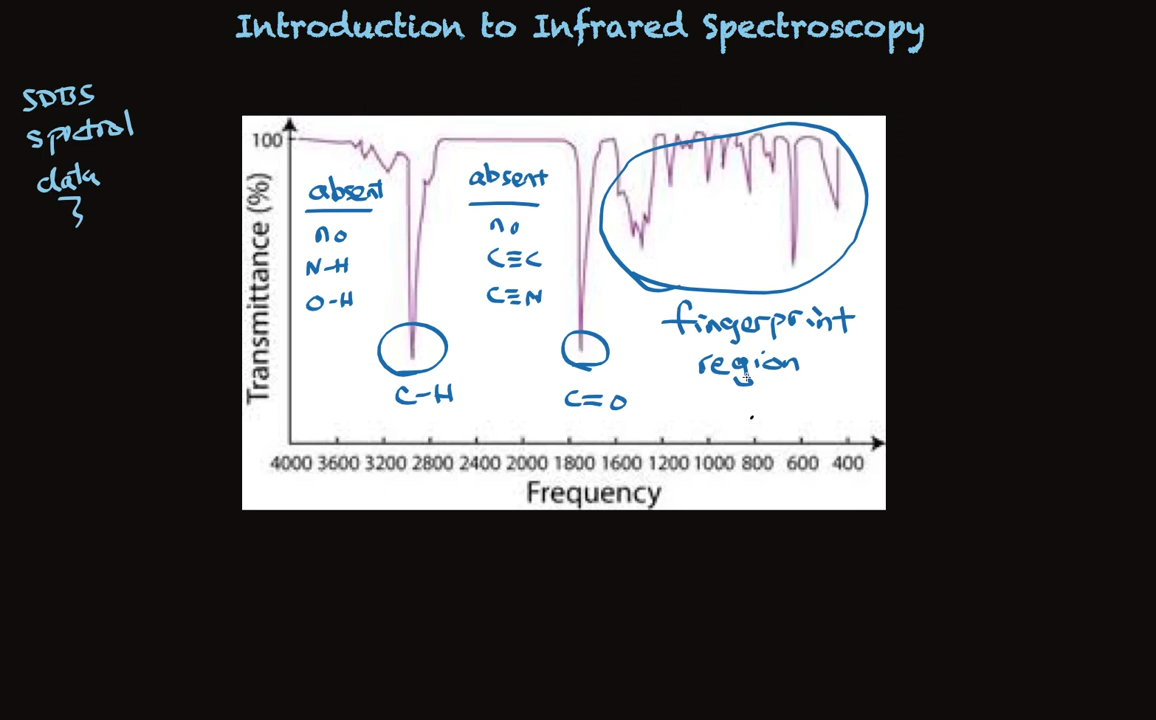 Introduction to Infrared Spectroscopy
SDBS
spectral
data
100
absent
no
N-H
O-H
absent
no
C≡C
C≡N
fingerprint
region
C-H
C=O
Transmittance (%)
4000 3600 3200 2800 2400 2000 1800 1600 1200 1000 800 600 400
Frequency